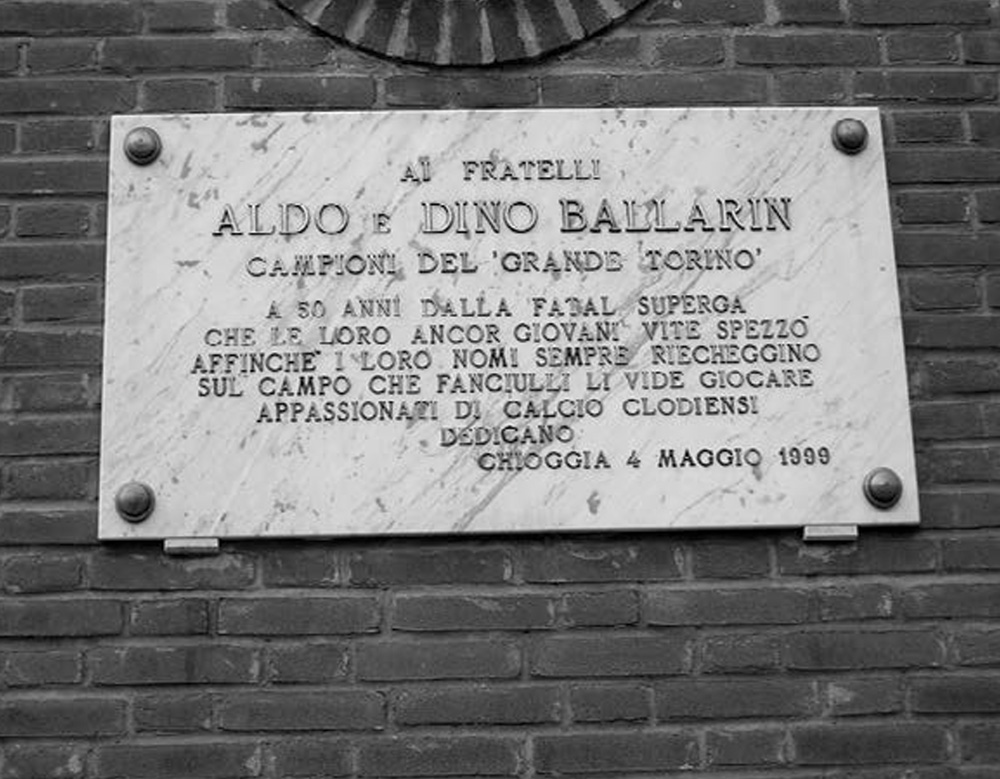 AI FRATELLI
ALDO E DINO BALLARIN
CAMPIONI DEL 'GRANDE TORINO'
A 50 ANNI DALLA FATAL SUPERGA
CHE LE LORO ANCOR GIOVANI VITE SPEZZO'
AFFINCHE' I LORO NOMI SEMPRE RIECHEGGINO
SUL CAMPO CHE FANCIULLI LI VIDE GIOCARE
APPASSIONATI DI CALCIO CLODIENSI
DEDICANO
CHIOGGIA 4 MAGGIO 1999